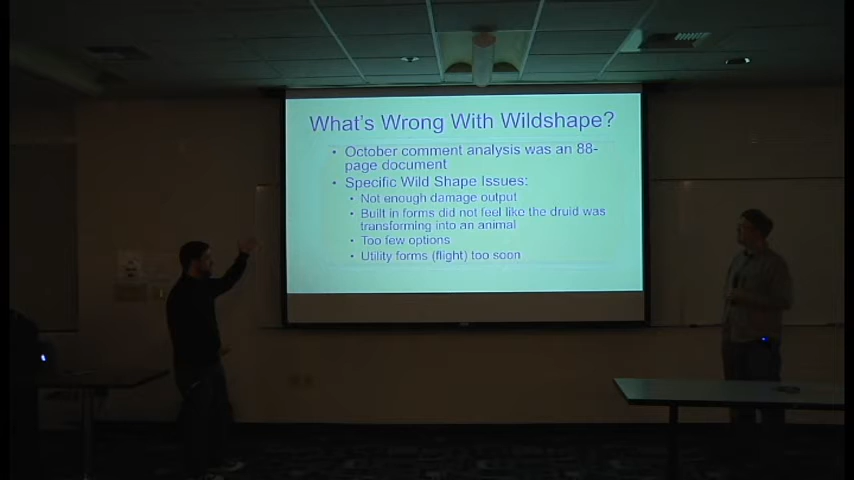 What's Wrong With Wildshape?
• October comment analysis was an 88-
page document
• Specific Wild Shape Issues:
• Not enough damage output
• Built in forms did not feel like the druid was
transforming into an animal
• Too few options
• Utility forms (flight) too soon